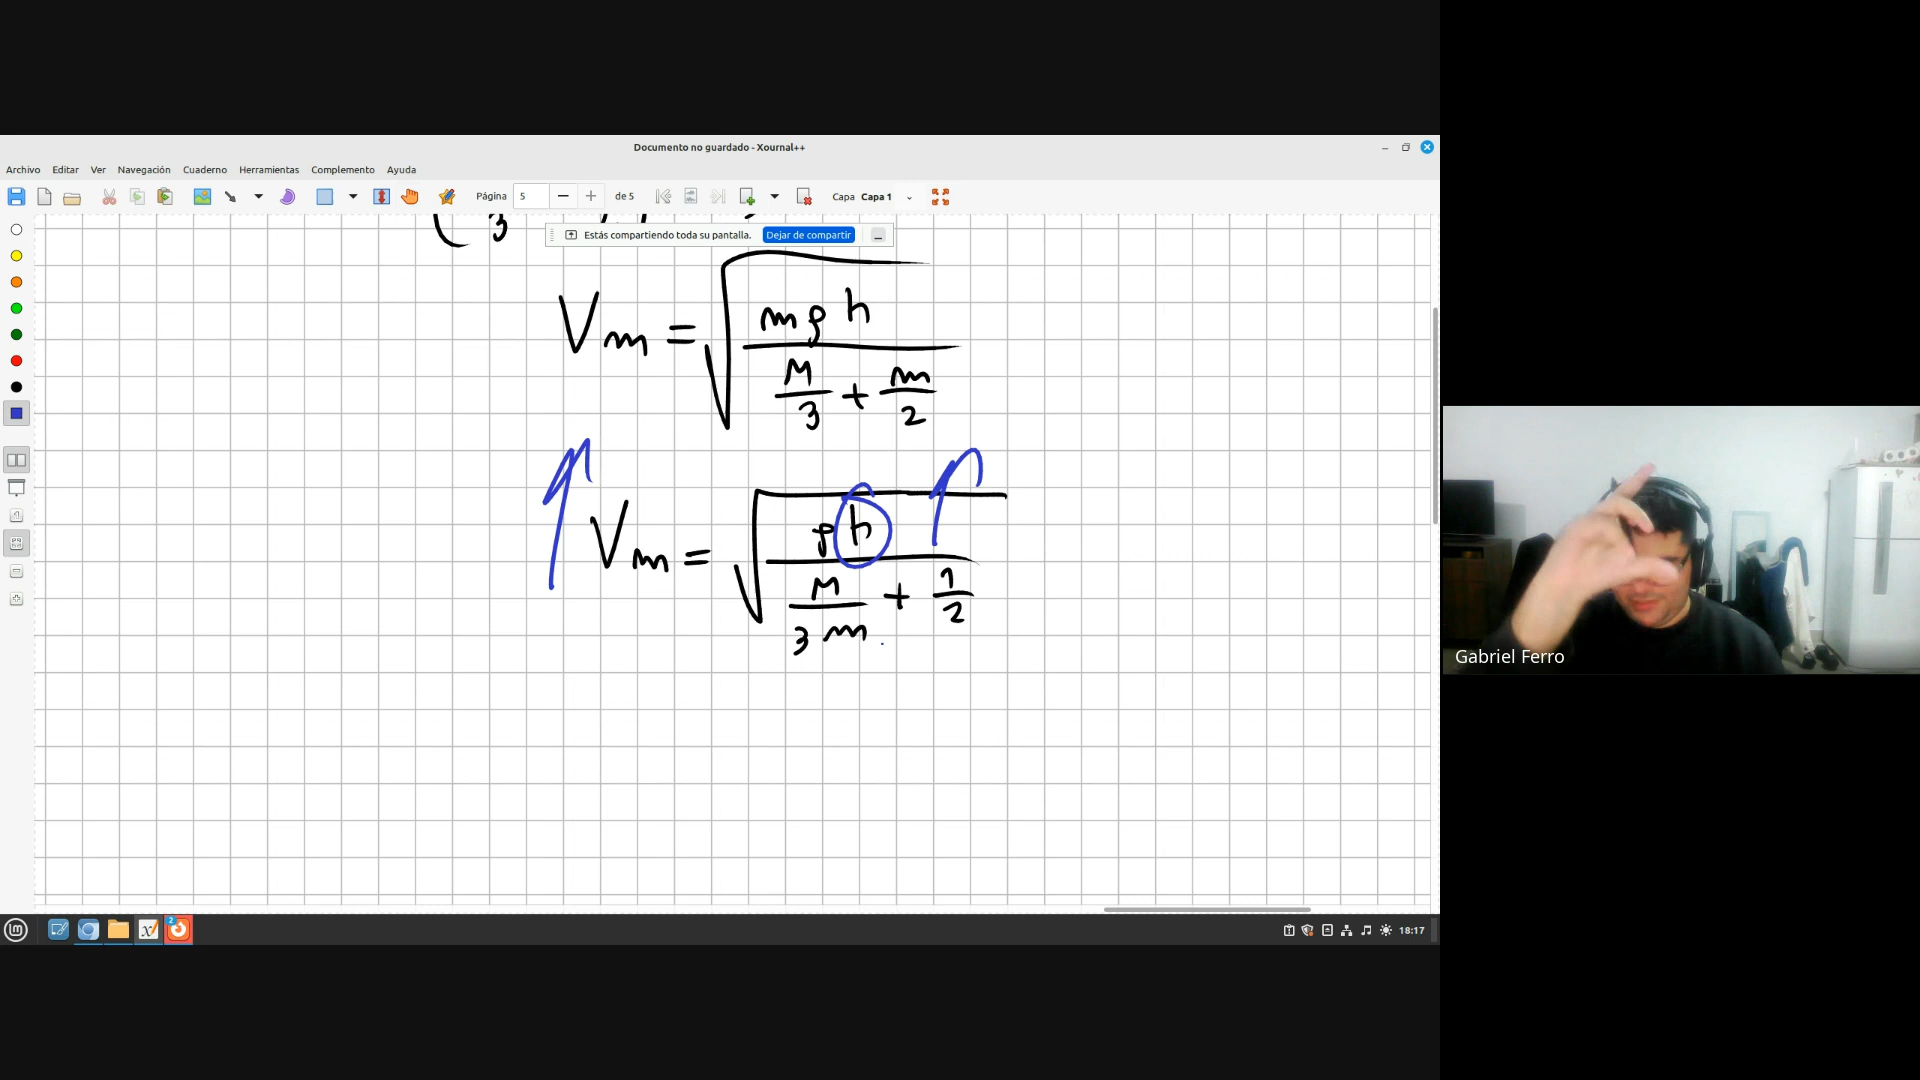 Documento no guardado - Xournal++
Archivo Editar Ver Navegación Cuaderno Herramientas Complemento Ayuda
Página 5 de 5 Capa Capa 1
( 3
Estás compartiendo toda su pantalla. Dejar de compartir
Vm = √(mgh / (M/3 + m/2))
Vm = √(gh / (M/3m + 1/2))
Gabriel Ferro
2
18:17